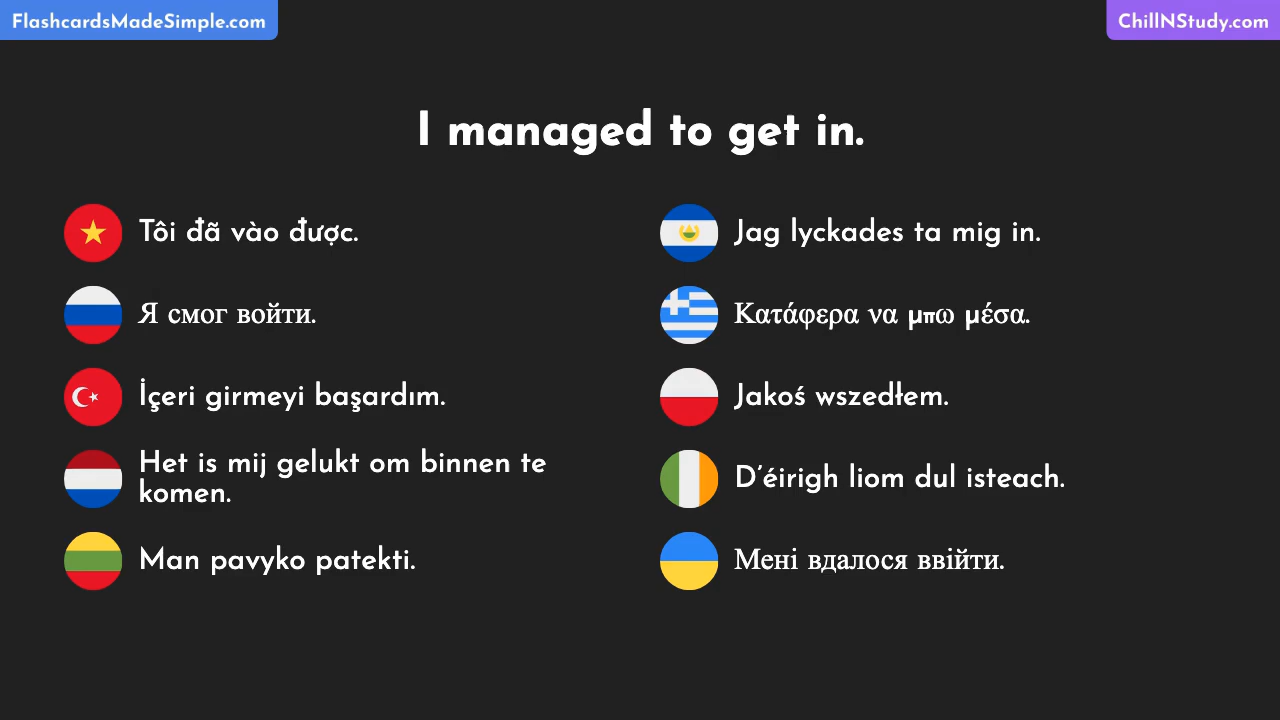 FlashcardsMadeSimple.com
ChillNStudy.com
I managed to get in.
Tôi đã vào được.
Я смог войти.
İçeri girmeyi başardım.
Het is mij gelukt om binnen te
komen.
Man pavyko patekti.
Jag lyckades ta mig in.
Κατάφερα να μπω μέσα.
Jakoś wszedłem.
D'éirigh liom dul isteach.
Мені вдалося ввійти.